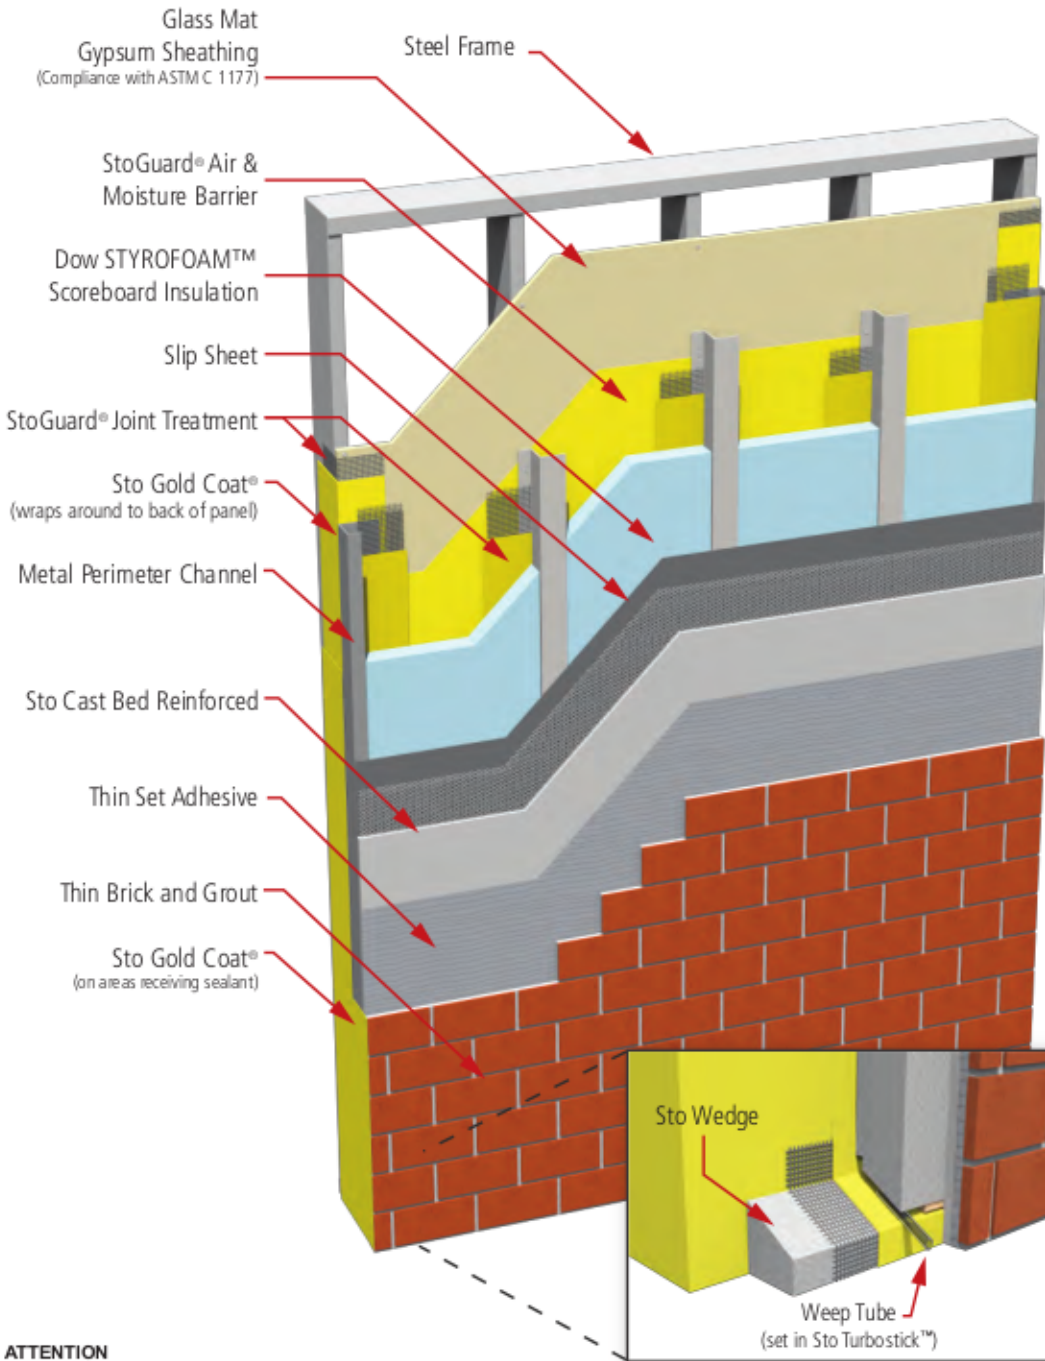 Glass Mat
Gypsum Sheathing
(Compliance with ASTM C 1177)
Steel Frame
StoGuard® Air &
Moisture Barrier
Dow STYROFOAM™
Scoreboard Insulation
Slip Sheet
StoGuard® Joint Treatment
Sto Gold Coat®
(wraps around to back of panel)
Metal Perimeter Channel
Sto Cast Bed Reinforced
Thin Set Adhesive
Thin Brick and Grout
Sto Gold Coat®
(on areas receiving sealant)
Sto Wedge
Weep Tube
(set in Sto Turbostick™)
ATTENTION